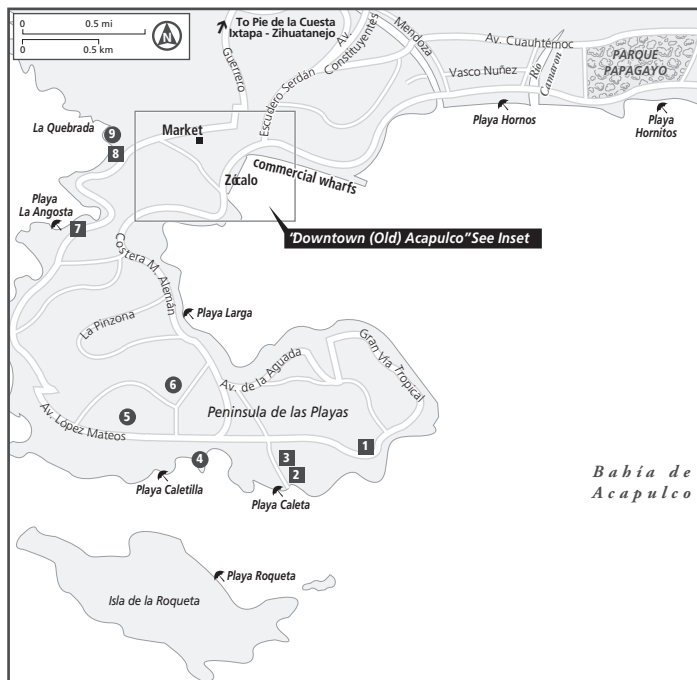 0 0.5 mi
0 0.5 km
N
To Pie de la Cuesta
Ixtapa - Zihuatanejo
Guerrero
Escudero Serdán
Av.
Constituyentes
Mendoza
Av. Cuauhtémoc
Vasco Nuñez
Rio
Camaron
PARQUE
PAPAGAYO
Playa Hornos
Playa
Hornitos
La Quebrada
9
8
Market
Zócalo
commercial wharfs
"Downtown (Old) Acapulco" See Inset
Playa
La Angosta
7
Costera M. Alemán
La Pinzona
Playa Larga
Av. de la Aguada
Gran Via Tropical
6
5
Av. López Mateos
Peninsula de las Playas
1
4
3
2
Playa Caletilla
Playa Caleta
Bahía de
Acapulco
Playa Roqueta
Isla de la Roqueta